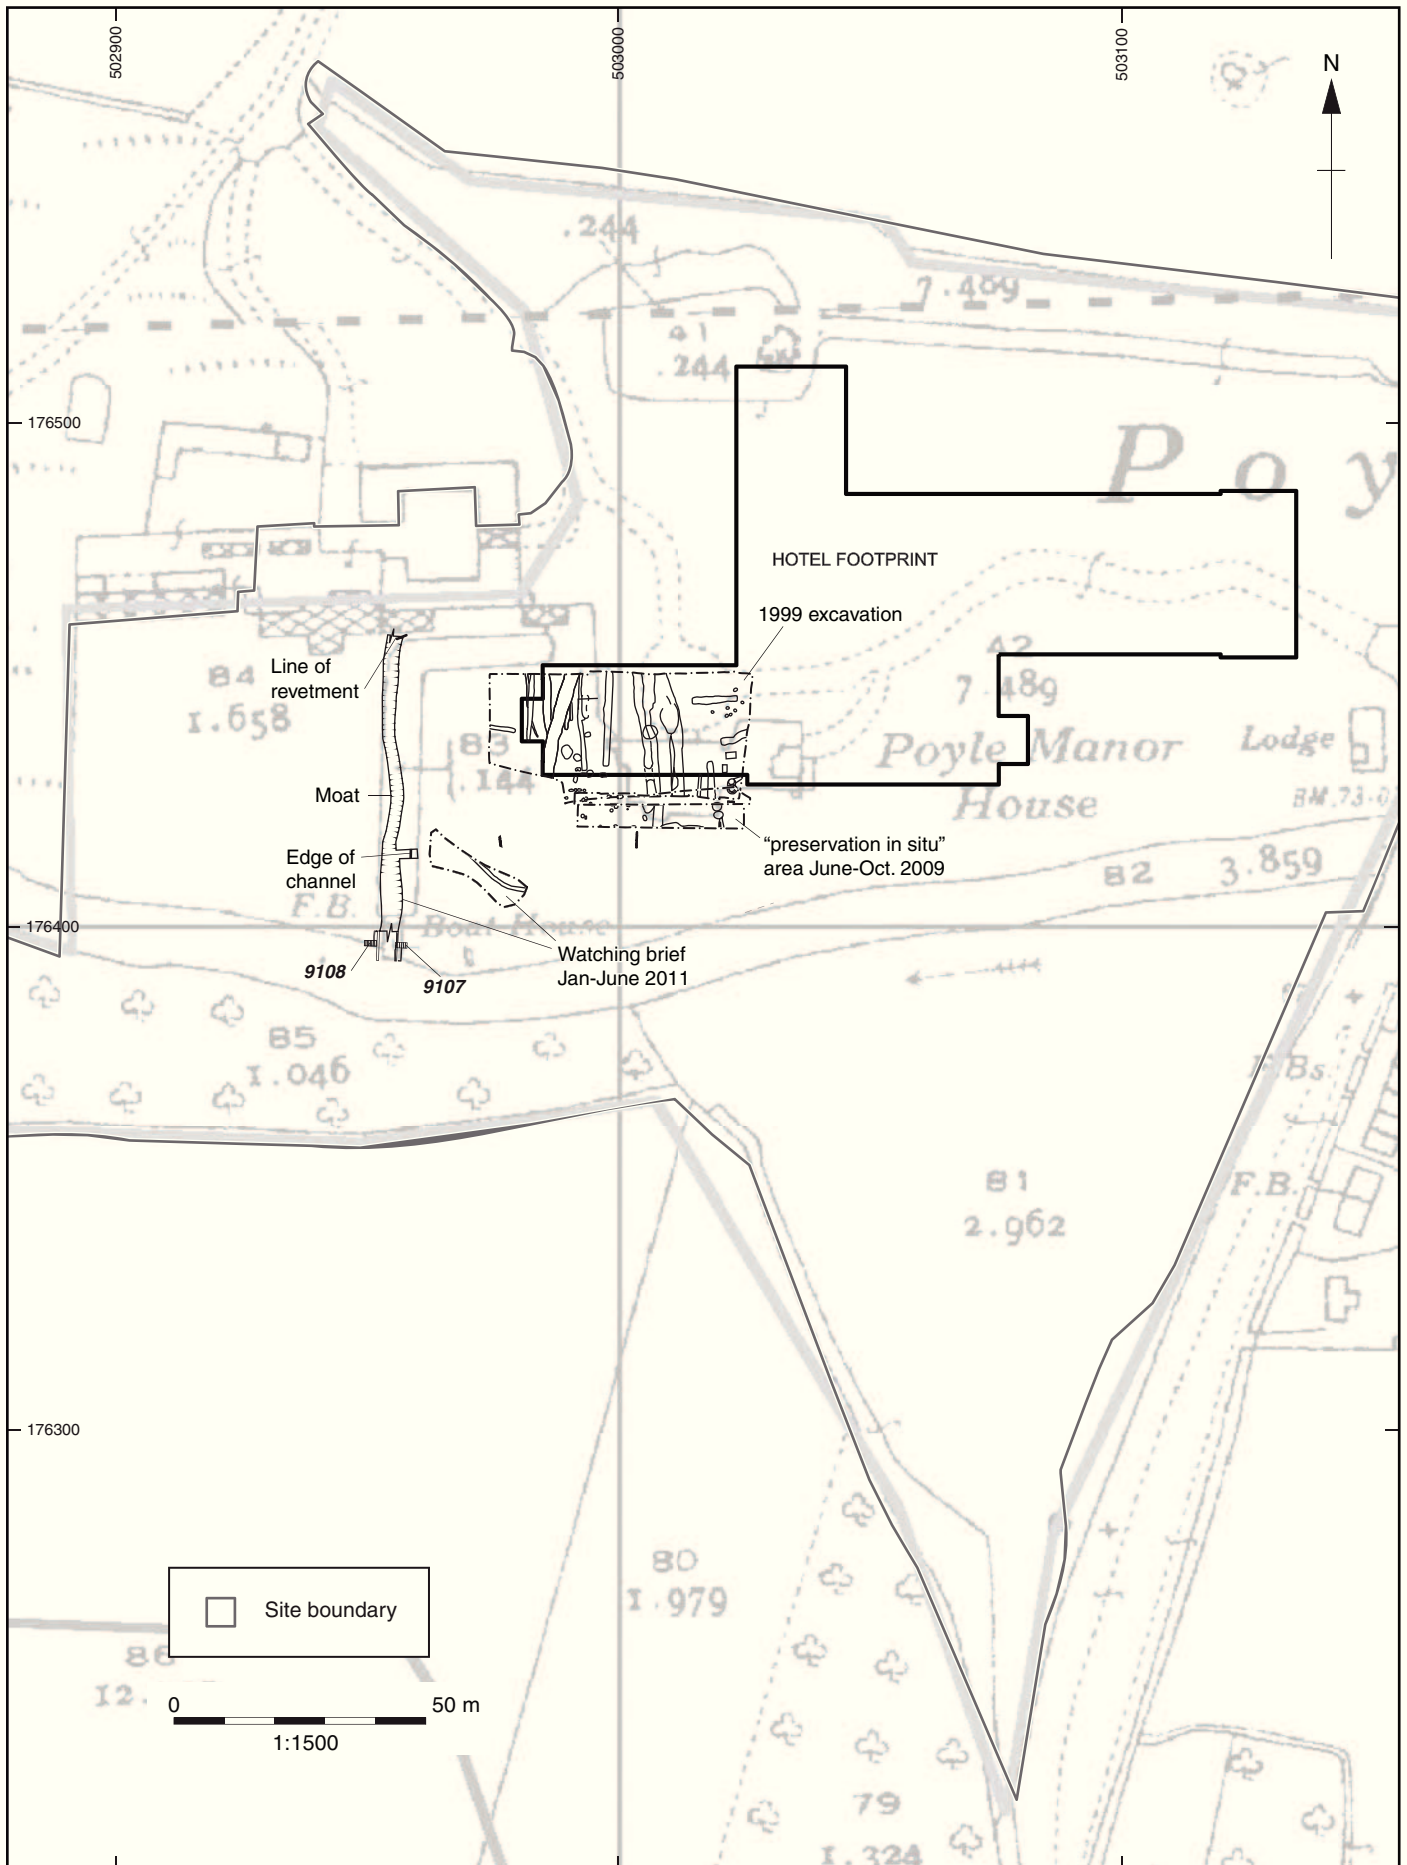 502900
503000
503100
N
.244
7.489
41
.244
176500
Poy
HOTEL FOOTPRINT
1999 excavation
42
7.489
Line of
revetment
84
1.658
83
.144
Poyle Manor
House
Lodge
Moat
B.M.73.0
"preservation in situ"
area June-Oct. 2009
Edge of
channel
82
3.859
F.B.
Boat House
176400
Watching brief
Jan-June 2011
9108
9107
85
1.046
F.Bs.
81
2.962
F.B.
176300
80
1.979
Site boundary
86
12.
0
50 m
1:1500
79
1.324